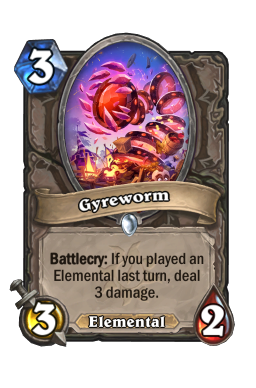 3
Gyreworm
Battlecry: If you played an
Elemental last turn, deal
3 damage.
3
Elemental
2